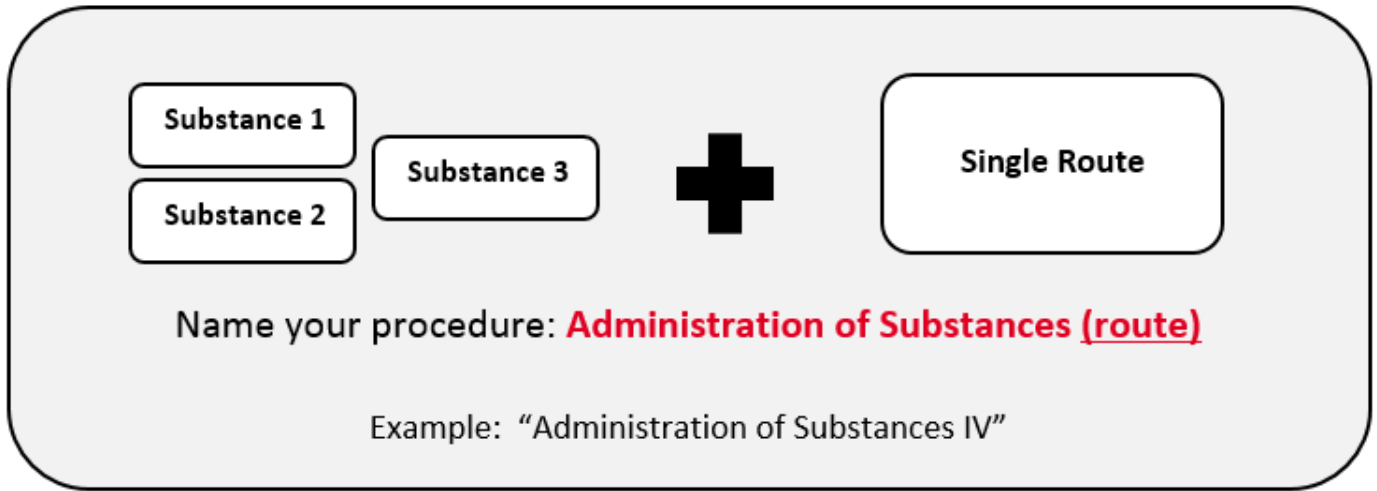 Substance 1
Substance 2
Substance 3
Single Route
Name your procedure: Administration of Substances (route)
Example:  “Administration of Substances IV”